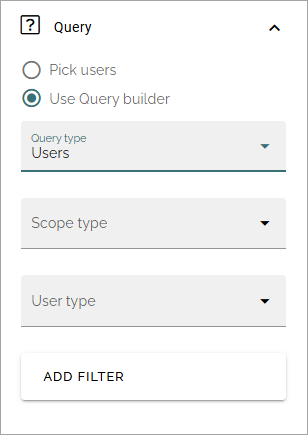 Query
Pick users
Use Query builder
Query type
Users
Scope type
User type
ADD FILTER